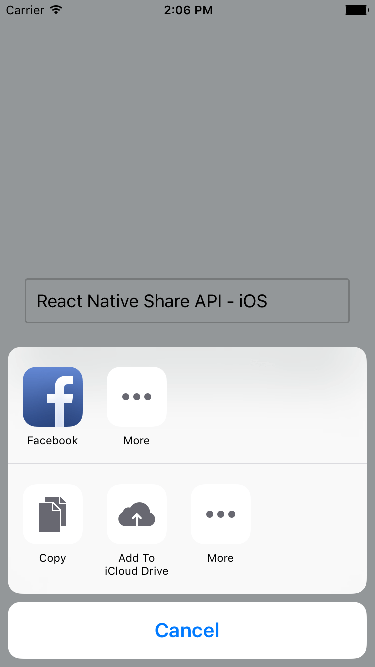 Carrier 2:06 PM
React Native Share API - iOS
Facebook More
Copy Add To More
iCloud Drive
Cancel